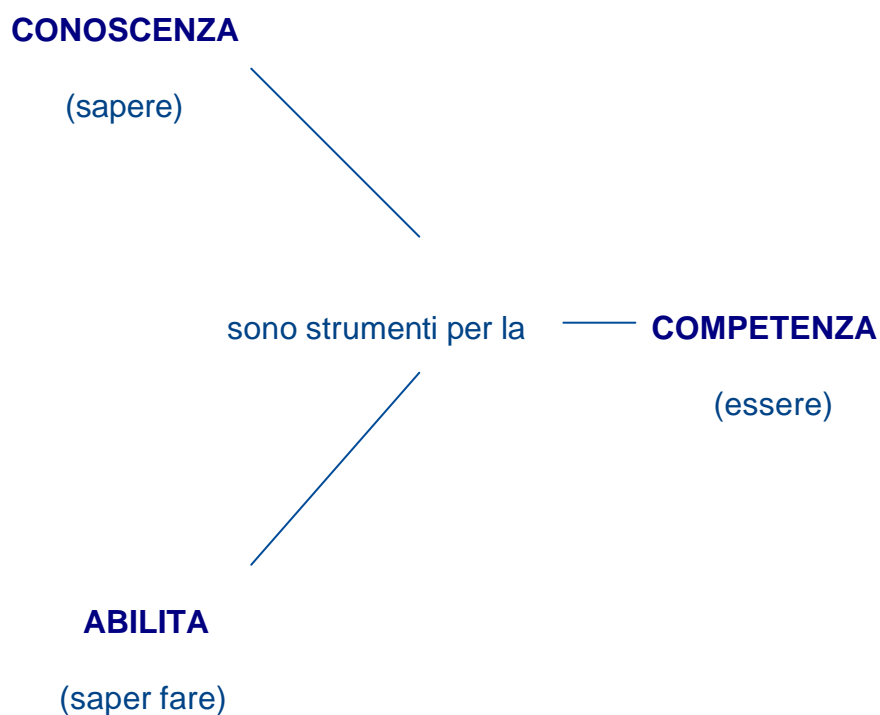 CONOSCENZA
(sapere)
sono strumenti per la
COMPETENZA
(essere)
ABILITA
(saper fare)